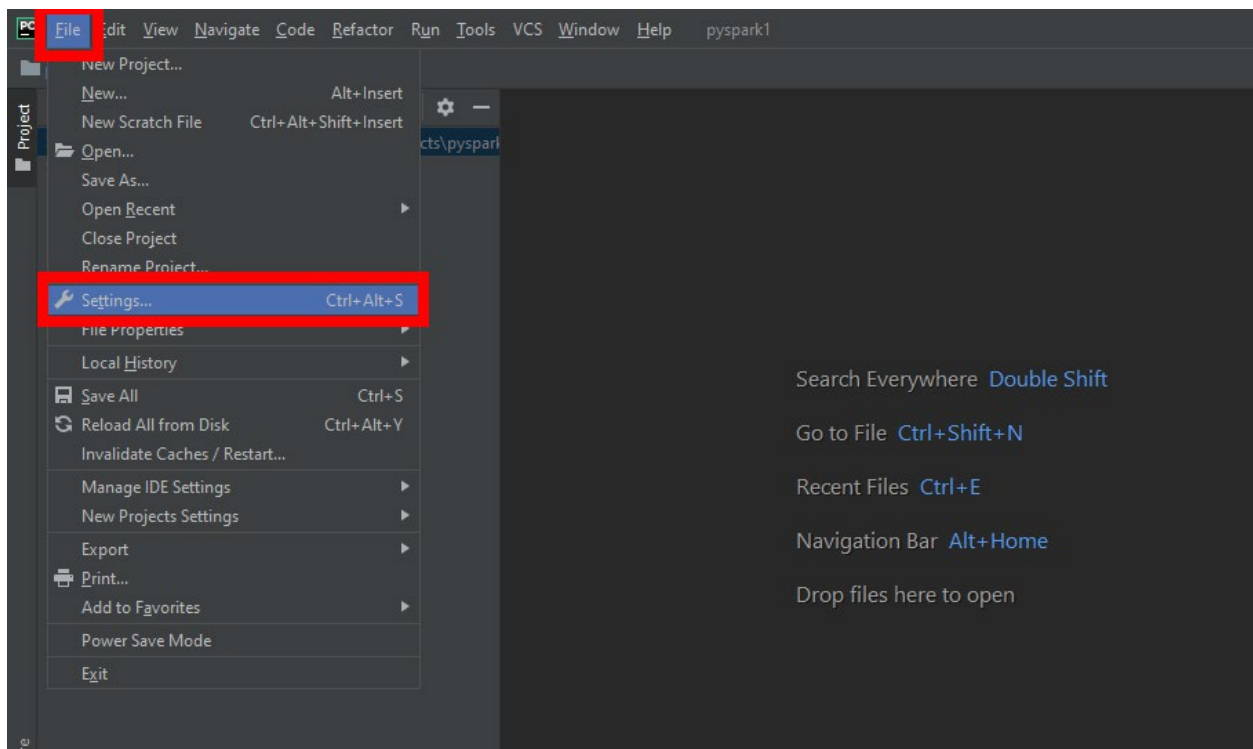 PC File Edit View Navigate Code Refactor Run Tools VCS Window Help pyspark1
New Project...
New... Alt+Insert
New Scratch File Ctrl+Alt+Shift+Insert
Project
cts\pyspark
Open...
Save As...
Open Recent
Close Project
Rename Project...
Settings... Ctrl+Alt+S
File Properties
Local History
Save All Ctrl+S
Reload All from Disk Ctrl+Alt+Y
Invalidate Caches / Restart...
Manage IDE Settings
New Projects Settings
Export
Print...
Add to Favorites
Power Save Mode
Exit
Search Everywhere Double Shift
Go to File Ctrl+Shift+N
Recent Files Ctrl+E
Navigation Bar Alt+Home
Drop files here to open